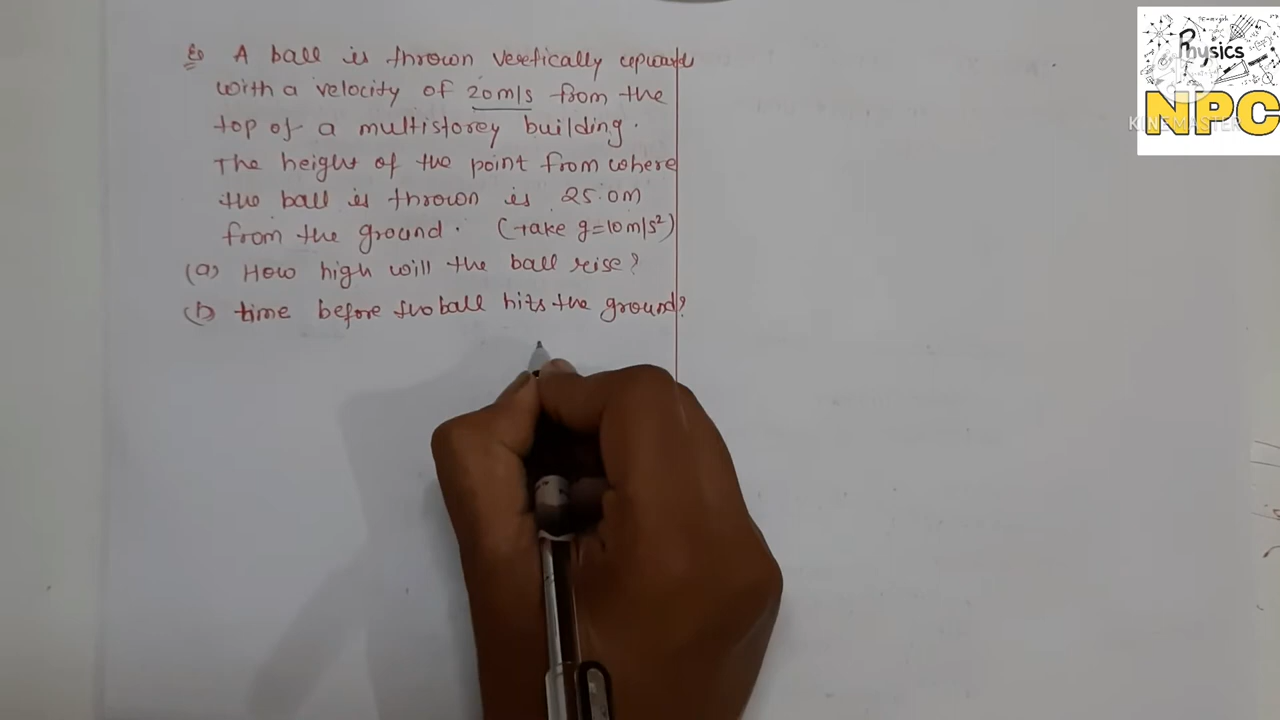 Ex A ball is thrown vertically upward
with a velocity of 20m/s from the
top of a multistorey building.
The height of the point from where
the ball is thrown is 25.0m
from the ground. (Take g=10m/s²)
(a) How high will the ball rise?
(b) time before the ball hits the ground?
Physics
NPC
KINEMASTER